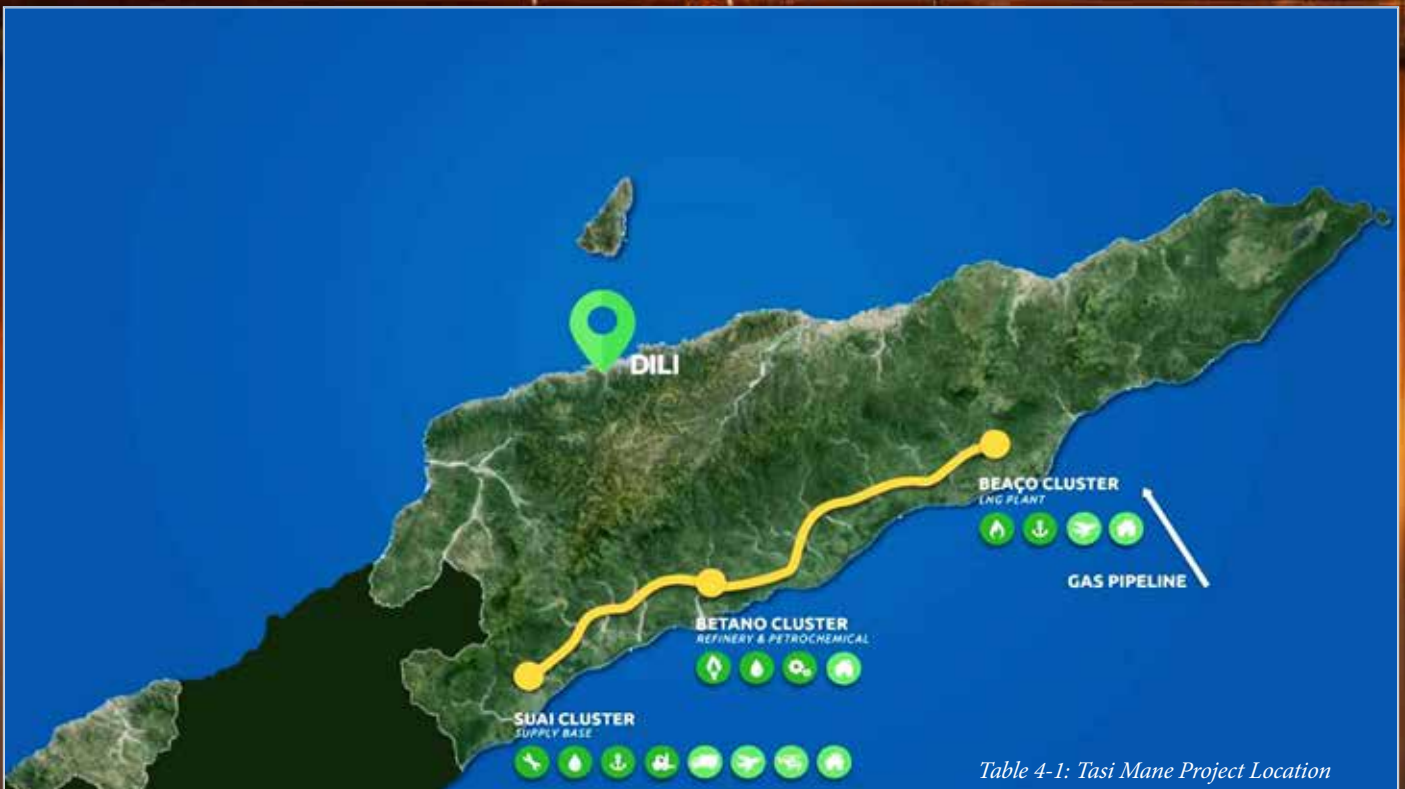 DILI
BEAÇO CLUSTER
LNG PLANT
GAS PIPELINE
BETANO CLUSTER
REFINERY & PETROCHEMICAL
SUAI CLUSTER
SUPPLY BASE
Table 4-1: Tasi Mane Project Location